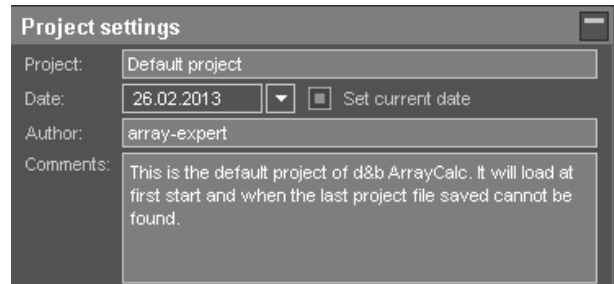 Project settings
Project: Default project
Date: 26.02.2013 Set current date
Author: array-expert
Comments: This is the default project of d&b ArrayCalc. It will load at
first start and when the last project file saved cannot be
found.